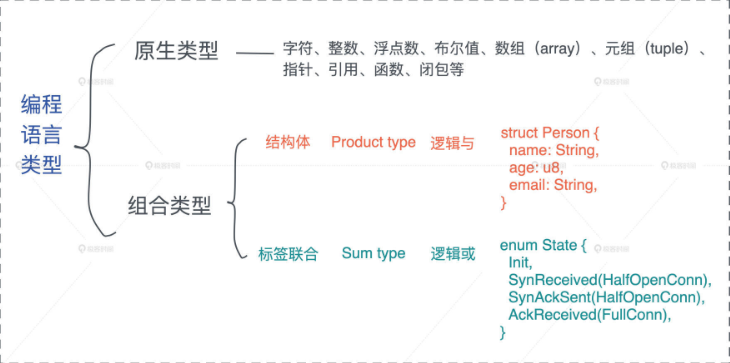 编程
语言
类型
原生类型
字符、整数、浮点数、布尔值、数组（array）、元组（tuple）、
指针、引用、函数、闭包等
组合类型
结构体 Product type 逻辑与
struct Person {
name: String,
age: u8,
email: String,
}
标签联合 Sum type 逻辑或
enum State {
Init,
SynReceived(HalfOpenConn),
SynAckSent(HalfOpenConn),
AckReceived(FullConn),
}